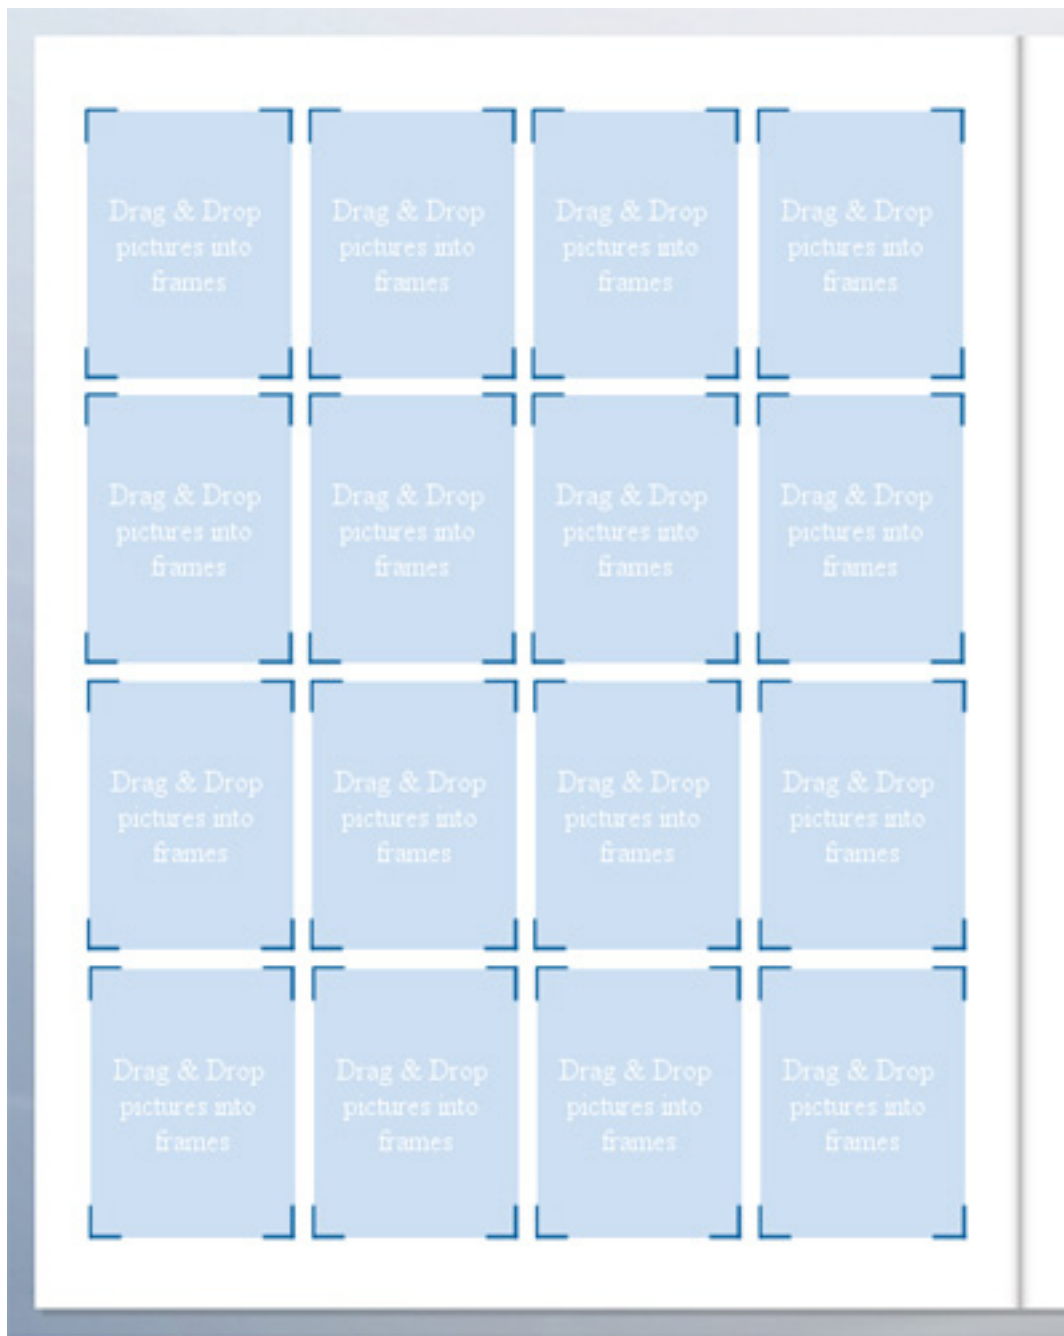 Drag & Drop
pictures into
frames
Drag & Drop
pictures into
frames
Drag & Drop
pictures into
frames
Drag & Drop
pictures into
frames
Drag & Drop
pictures into
frames
Drag & Drop
pictures into
frames
Drag & Drop
pictures into
frames
Drag & Drop
pictures into
frames
Drag & Drop
pictures into
frames
Drag & Drop
pictures into
frames
Drag & Drop
pictures into
frames
Drag & Drop
pictures into
frames
Drag & Drop
pictures into
frames
Drag & Drop
pictures into
frames
Drag & Drop
pictures into
frames
Drag & Drop
pictures into
frames